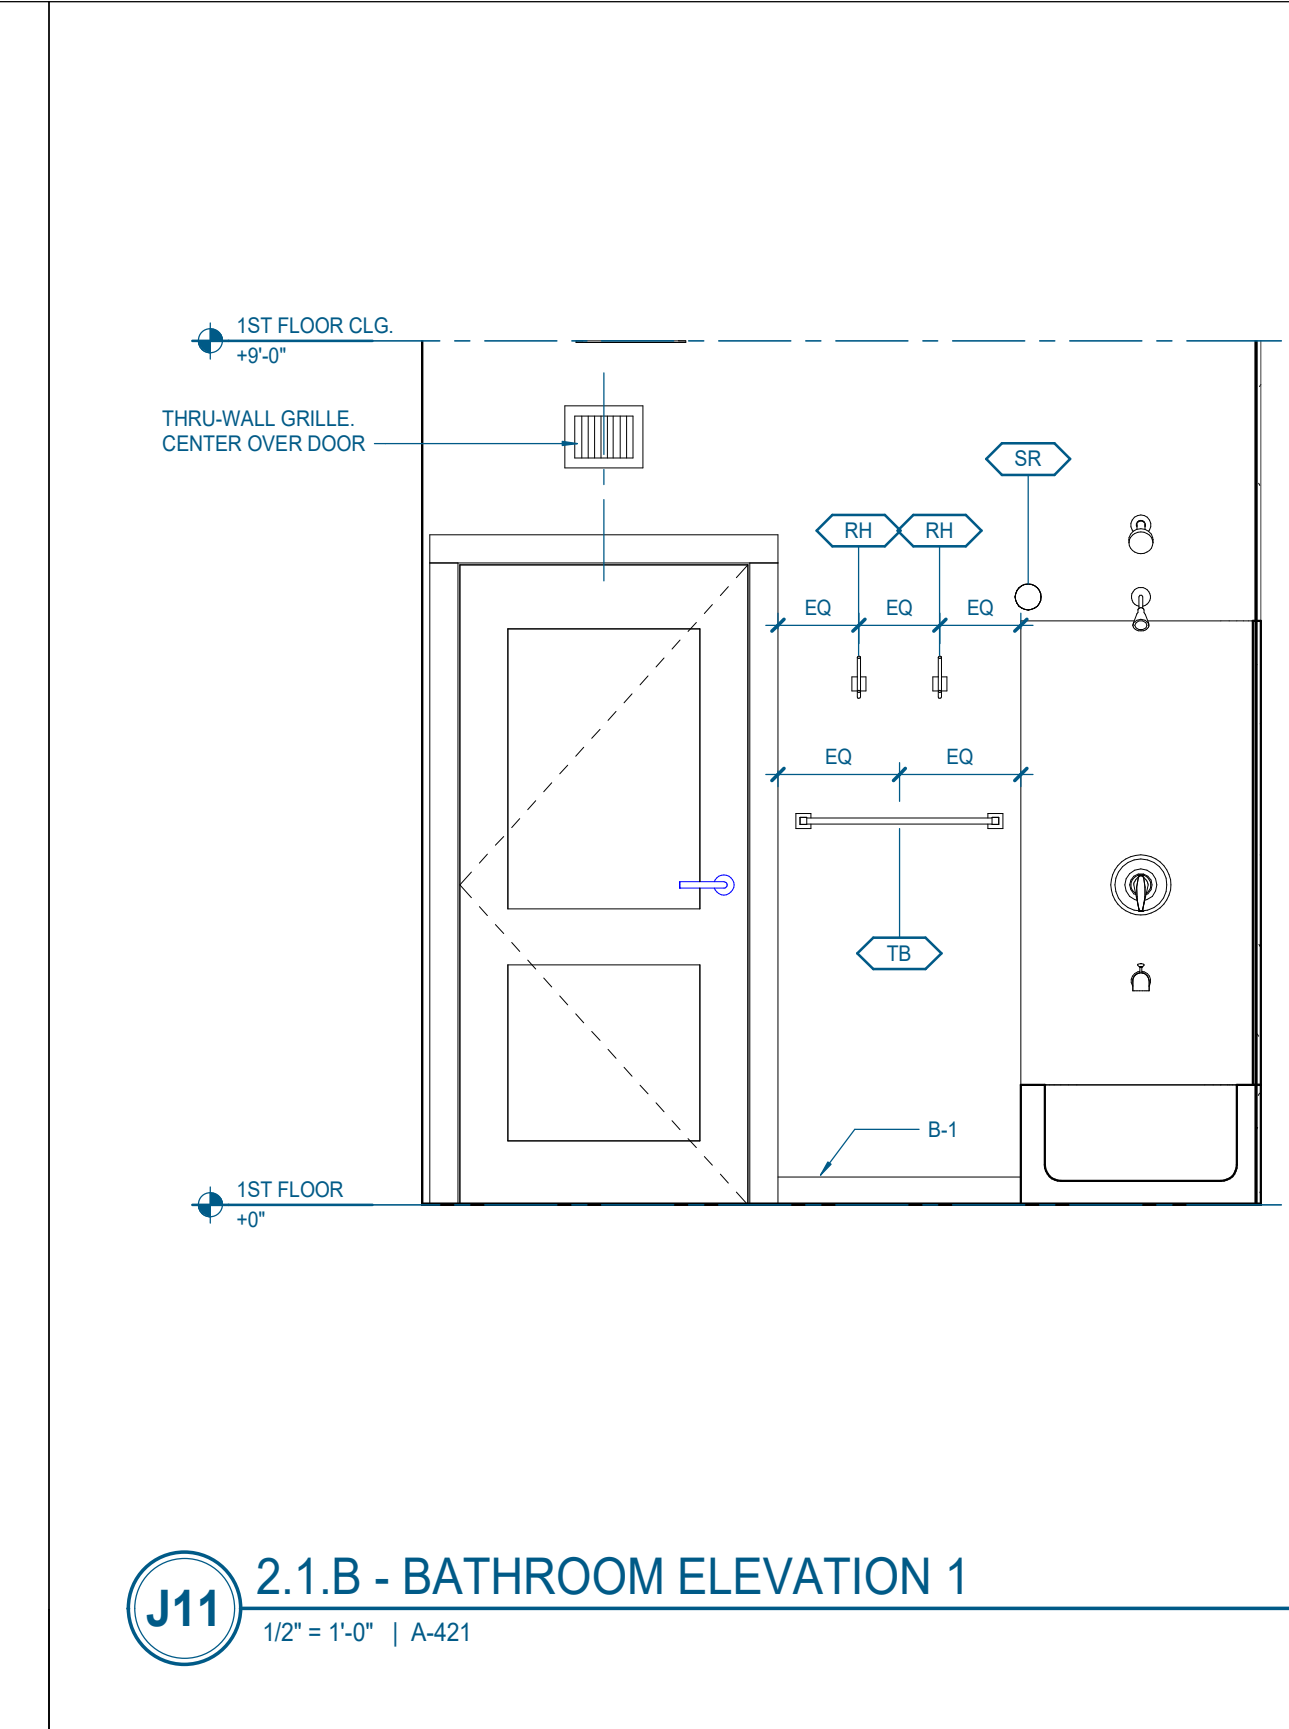 1ST FLOOR CLG.
+9'-0"
THRU-WALL GRILLE.
CENTER OVER DOOR
SR
RH RH
EQ EQ EQ
EQ EQ
TB
B-1
1ST FLOOR
+0"
J11
2.1.B - BATHROOM ELEVATION 1
1/2" = 1'-0" | A-421